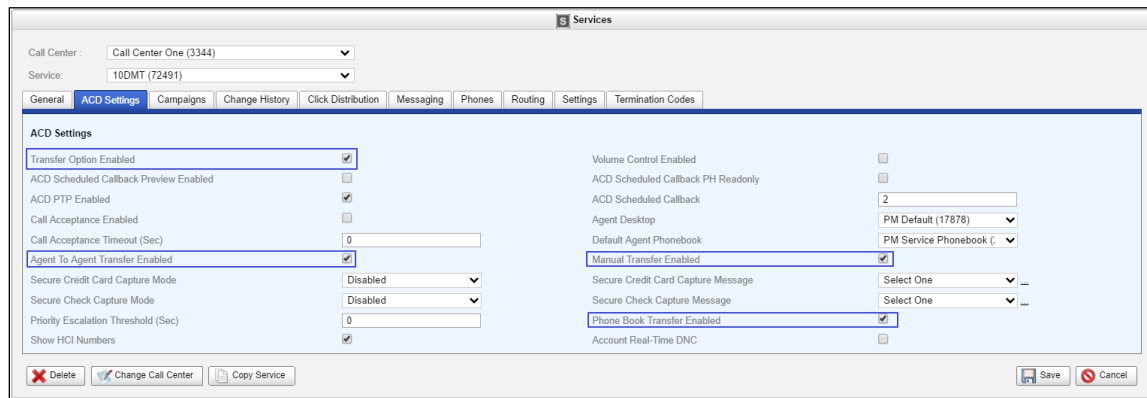 S Services
Call Center : Call Center One (3344)
Service: 10DMT (72491)
General ACD Settings Campaigns Change History Click Distribution Messaging Phones Routing Settings Termination Codes
ACD Settings
Transfer Option Enabled Volume Control Enabled
ACD Scheduled Callback Preview Enabled ACD Scheduled Callback PH Readonly
ACD PTP Enabled ACD Scheduled Callback 2
Call Acceptance Enabled Agent Desktop PM Default (17878)
Call Acceptance Timeout (Sec) 0 Default Agent Phonebook PM Service Phonebook (
Agent To Agent Transfer Enabled Manual Transfer Enabled
Secure Credit Card Capture Mode Disabled Secure Credit Card Capture Message Select One ...
Secure Check Capture Mode Disabled Secure Check Capture Message Select One ...
Priority Escalation Threshold (Sec) 0 Phone Book Transfer Enabled
Show HCI Numbers Account Real-Time DNC
Delete Change Call Center Copy Service Save Cancel